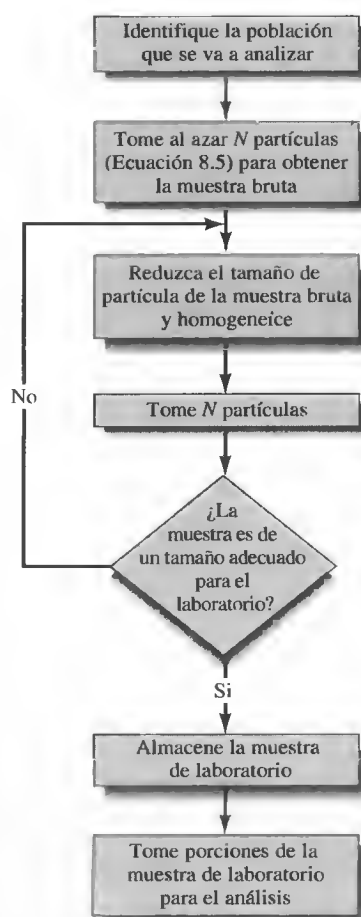 Identifique la población
que se va a analizar
Tome al azar N partículas
(Ecuación 8.5) para obtener
la muestra bruta
Reduzca el tamaño de
partícula de la muestra bruta
y homogeneíce
No
Tome N partículas
¿La
muestra es de
un tamaño adecuado
para el
laboratorio?
Si
Almacene la muestra
de laboratorio
Tome porciones de la
muestra de laboratorio
para el análisis